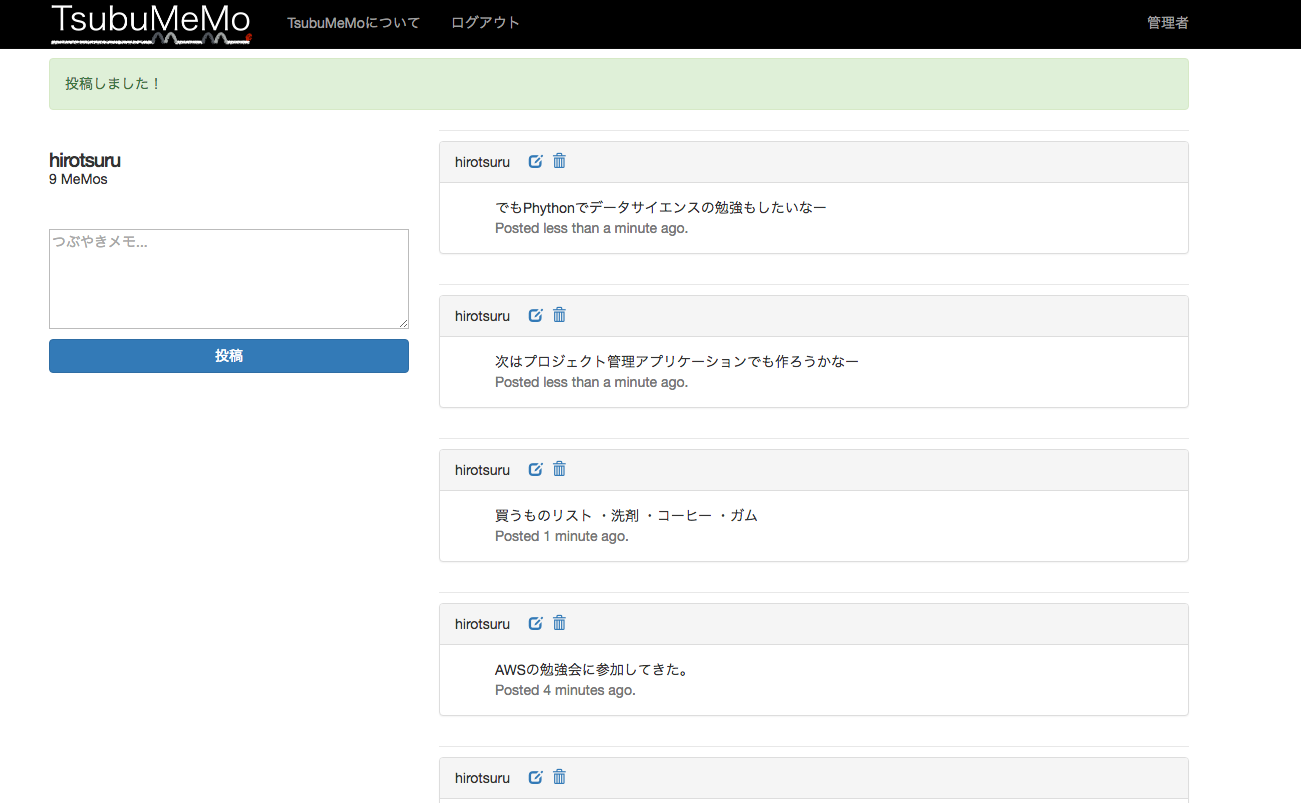 TsubuMeMo
TsubuMeMoについて
ログアウト
管理者
投稿しました！
hirotsuru
9 MeMos
つぶやきメモ...
投稿
hirotsuru
でもPhythonでデータサイエンスの勉強もしたいなー
Posted less than a minute ago.
hirotsuru
次はプロジェクト管理アプリケーションでも作ろうかなー
Posted less than a minute ago.
hirotsuru
買うものリスト ・洗剤 ・コーヒー ・ガム
Posted 1 minute ago.
hirotsuru
AWSの勉強会に参加してきた。
Posted 4 minutes ago.
hirotsuru